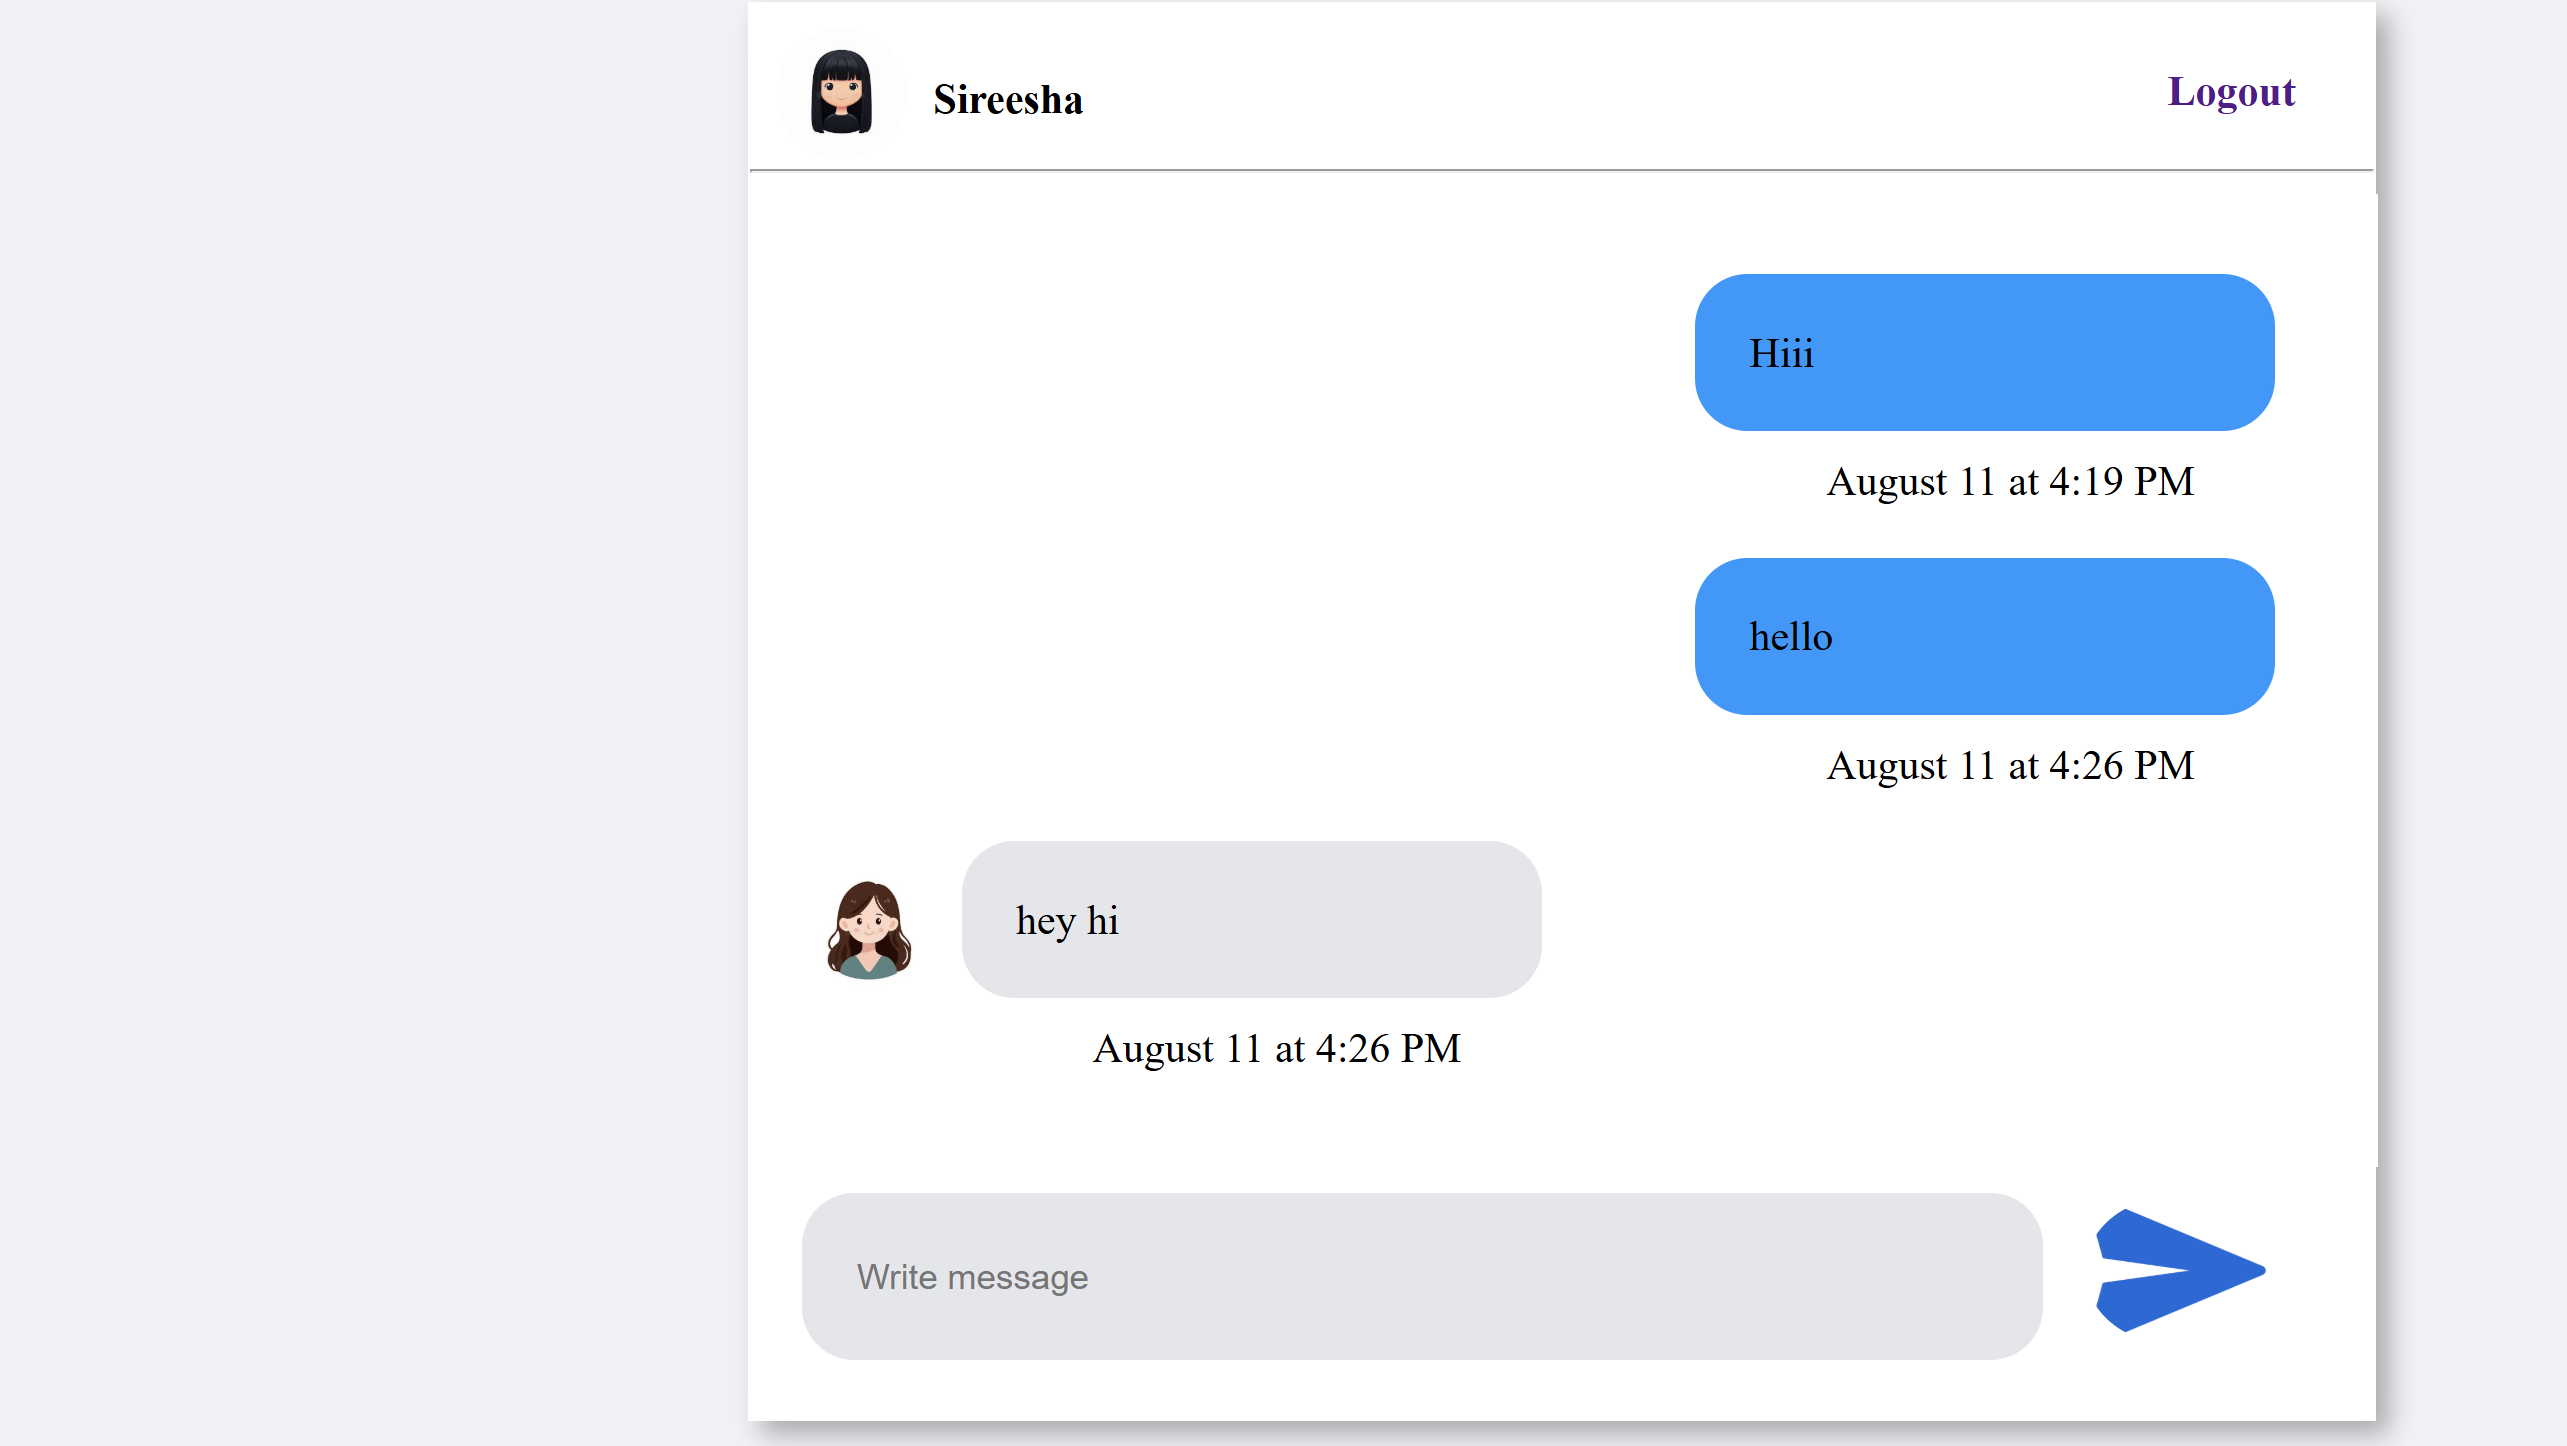 Sireesha
Logout
Hiii
August 11 at 4:19 PM
hello
August 11 at 4:26 PM
hey hi
August 11 at 4:26 PM
Write message